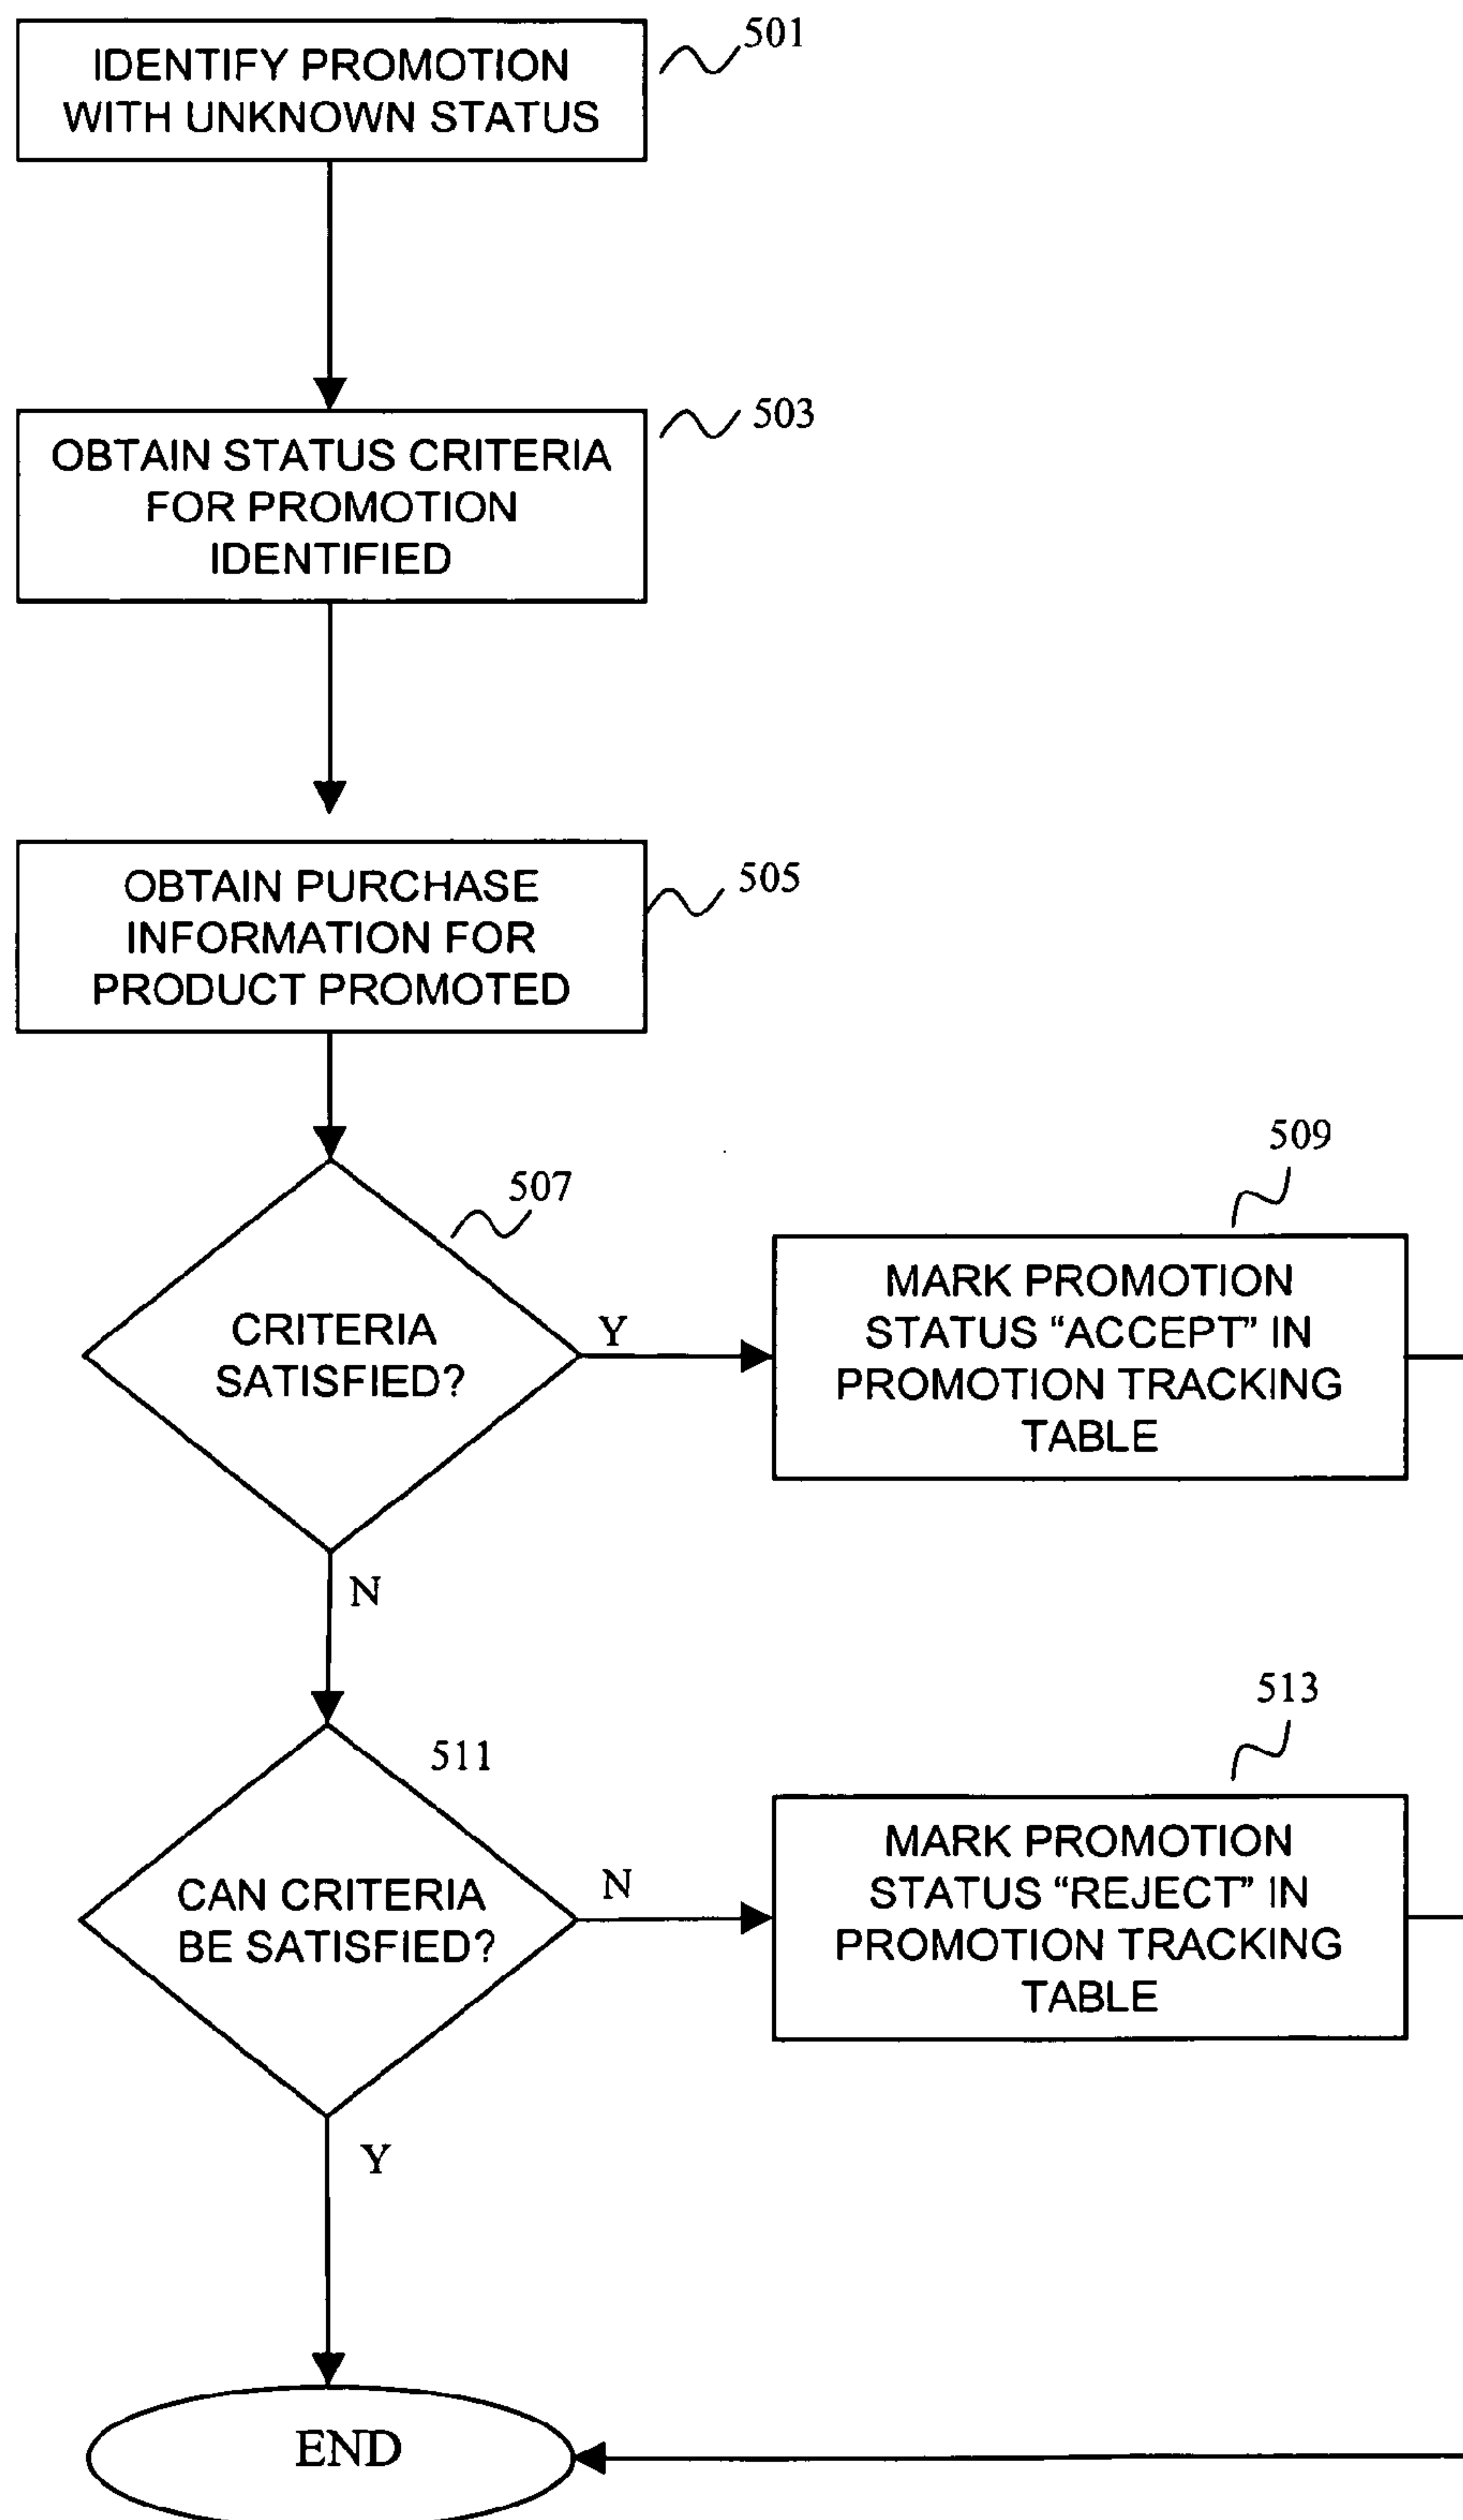 501
IDENTIFY PROMOTION
WITH UNKNOWN STATUS
503
OBTAIN STATUS CRITERIA
FOR PROMOTION
IDENTIFIED
505
OBTAIN PURCHASE
INFORMATION FOR
PRODUCT PROMOTED
507
CRITERIA
SATISFIED?
Y
509
MARK PROMOTION
STATUS “ACCEPT” IN
PROMOTION TRACKING
TABLE
N
511
CAN CRITERIA
BE SATISFIED?
N
513
MARK PROMOTION
STATUS “REJECT” IN
PROMOTION TRACKING
TABLE
Y
END